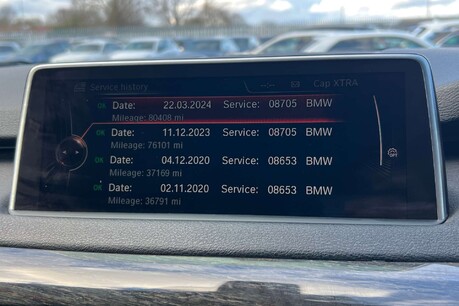 Service history Cap XTRA
OK Date: 22.03.2024 Service: 08705 BMW
Mileage: 80408 mi
OK Date: 11.12.2023 Service: 08705 BMW
Mileage: 76101 mi
OK Date: 04.12.2020 Service: 08653 BMW
Mileage: 37169 mi
OK Date: 02.11.2020 Service: 08653 BMW
Mileage: 36791 mi